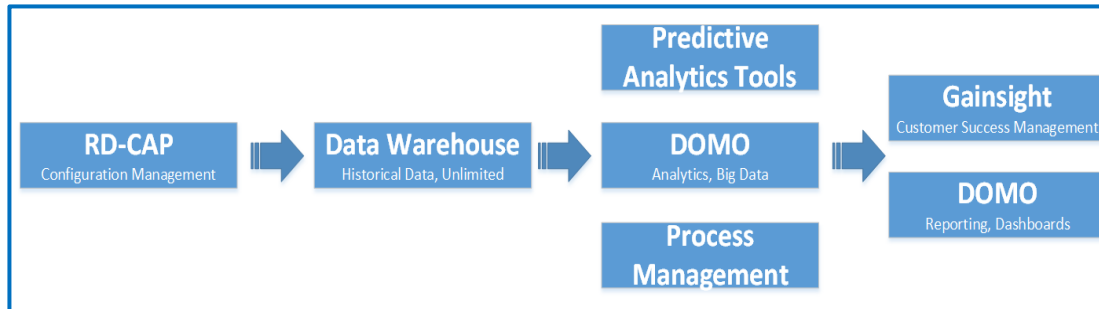 RD-CAP
Configuration Management
Data Warehouse
Historical Data, Unlimited
Predictive
Analytics Tools
DOMO
Analytics, Big Data
Process
Management
Gainsight
Customer Success Management
DOMO
Reporting, Dashboards